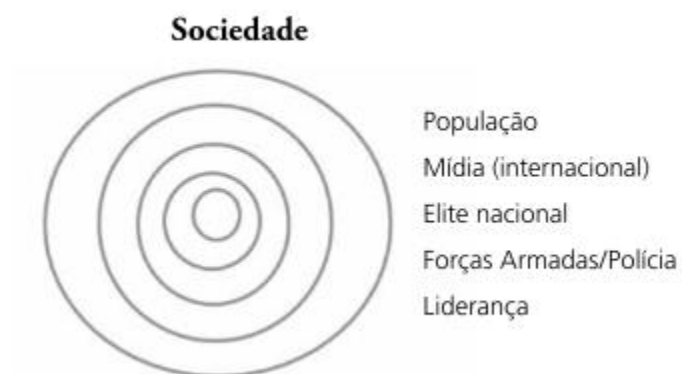 Sociedade
População
Mídia (internacional)
Elite nacional
Forças Armadas/Polícia
Liderança